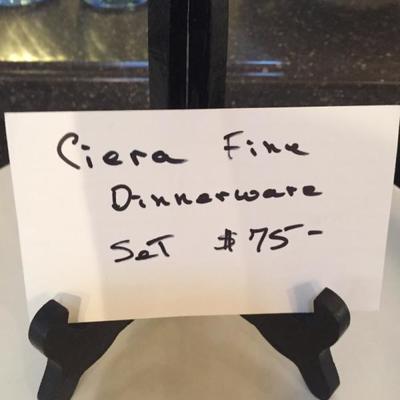 Ciera Fine
Dinnerware
SeT $75-